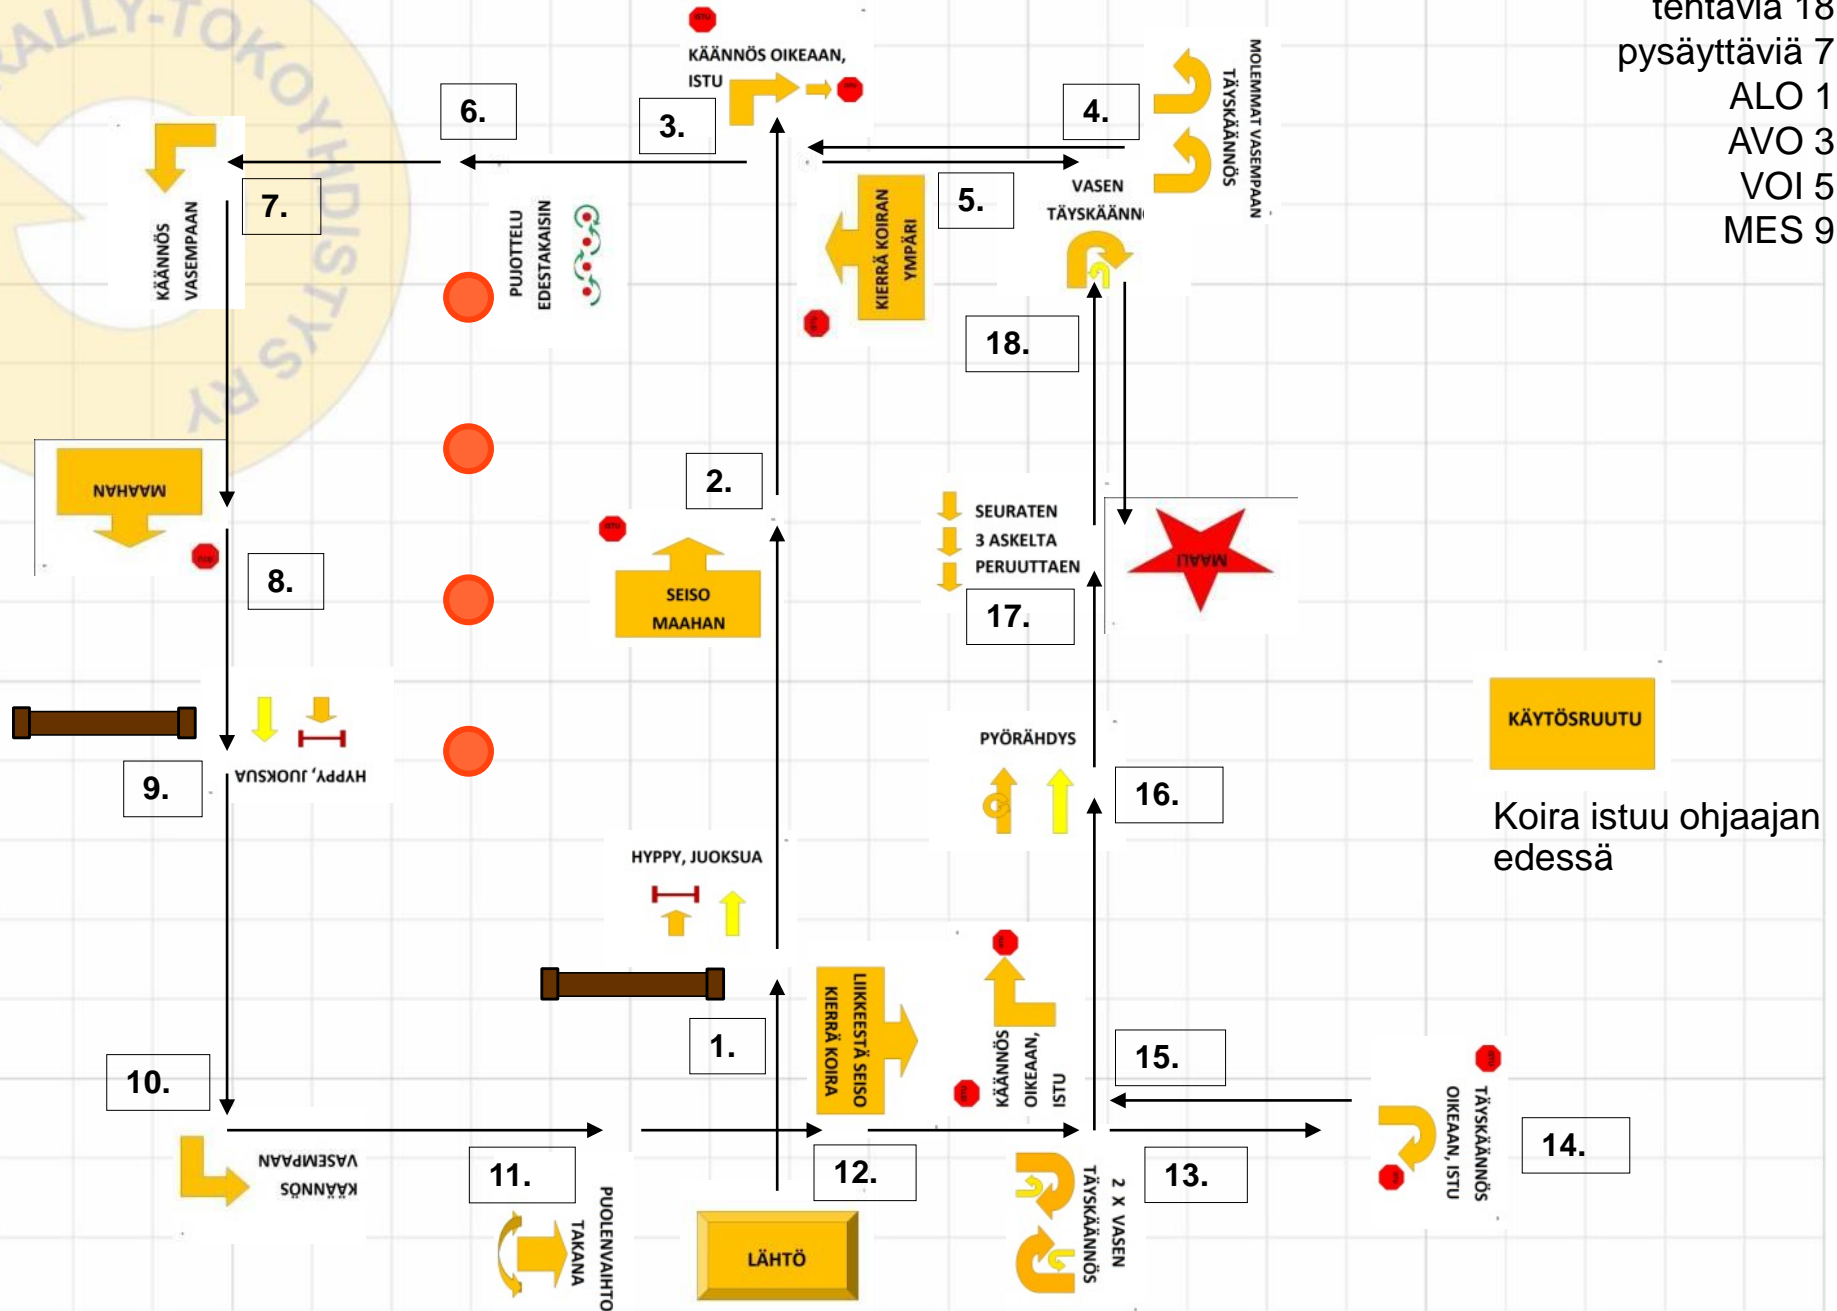 RALLY-TOKOYHDISTYS RY
tehtäviä 18
pysäyttäviä 7
ALO 1
AVO 3
VOI 5
MES 9
KÄÄNNÖS OIKEAAN,
ISTU
3.
4.
MOLEMMAT VASEMPAAN
TÄYSKÄÄNNÖS
6.
PUJOTTELU
EDESTAKAISIN
5.
KIERRÄ KOIRAN
YMPÄRI
VASEN
TÄYSKÄÄNN
18.
7.
KÄÄNNÖS
VASEMPAAN
MAAHAN
8.
2.
SEISO
MAAHAN
SEURATEN
3 ASKELTA
PERUUTTAEN
17.
MAALI
KÄYTÖSRUUTU
Koira istuu ohjaajan
edessä
9.
HYPPY, JUOKSUA
PYÖRÄHDYS
16.
HYPPY, JUOKSUA
1.
LIIKKEESTÄ SEISO
KIERRÄ KOIRA
KÄÄNNÖS
OIKEAAN,
ISTU
15.
TÄYSKÄÄNNÖS
OIKEAAN, ISTU
14.
10.
KÄÄNNÖS
VASEMPAAN
11.
PUOLENVAIHTO
TAKANA
12.
LÄHTÖ
2 X VASEN
TÄYSKÄÄNNÖS
13.